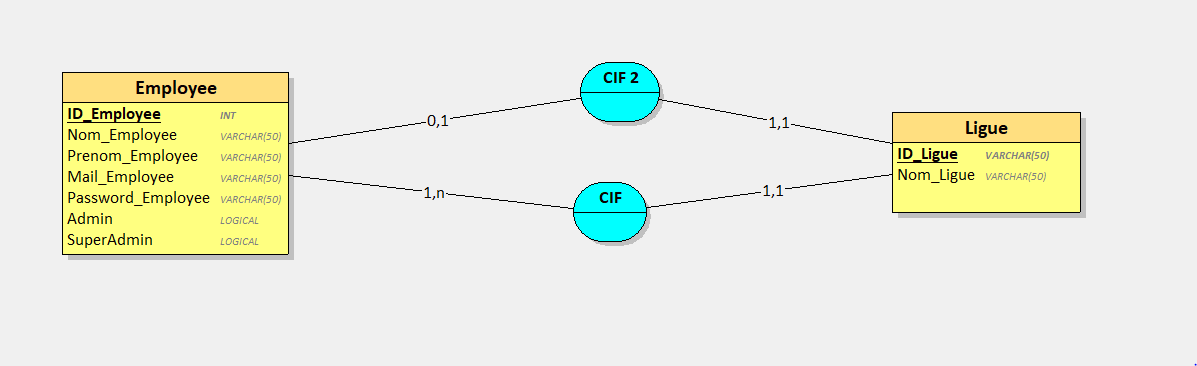 Employee
ID_Employee INT
Nom_Employee VARCHAR(50)
Prenom_Employee VARCHAR(50)
Mail_Employee VARCHAR(50)
Password_Employee VARCHAR(50)
Admin LOGICAL
SuperAdmin LOGICAL
0,1
CIF 2
1,1
1,n
CIF
1,1
Ligue
ID_Ligue VARCHAR(50)
Nom_Ligue VARCHAR(50)